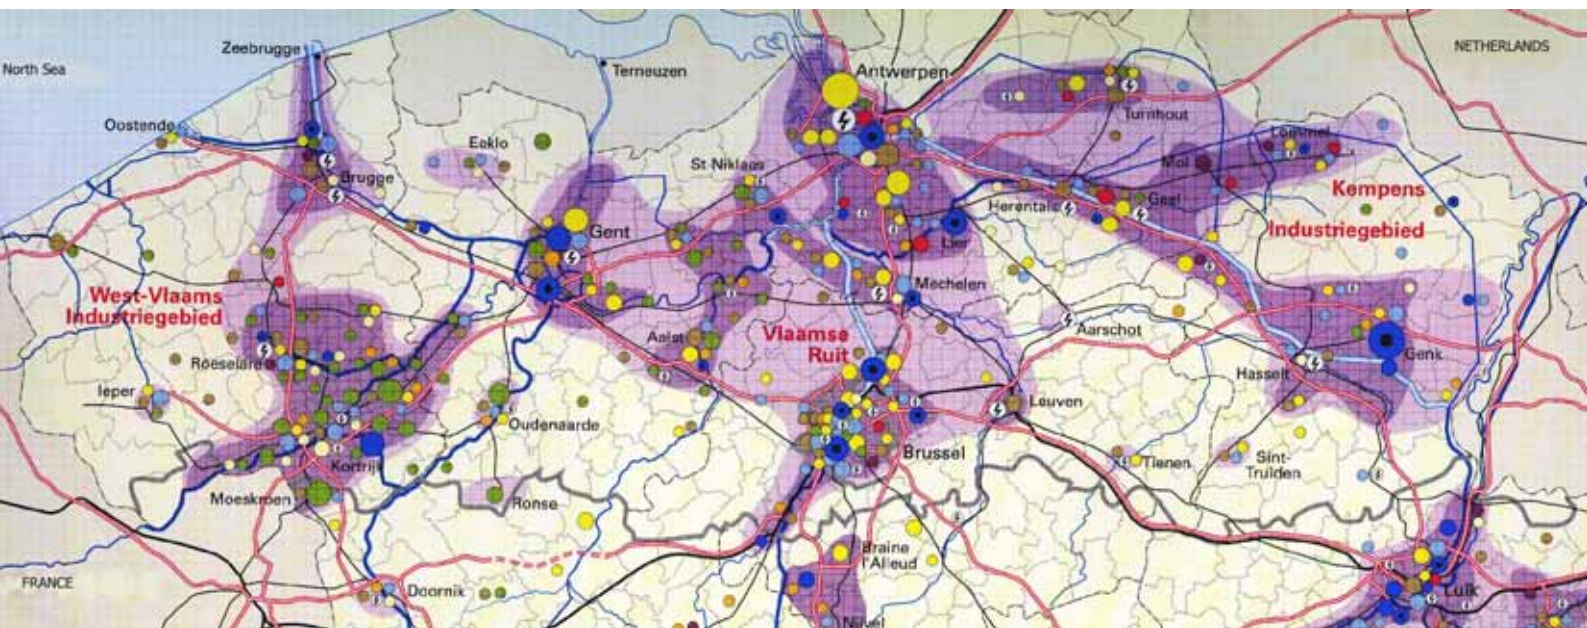 Zeebrugge
NETHERLANDS
North Sea
Terneuzen
Antwerpen
Turnhout
Oostende
Eeklo
Lommel
St Niklaas
Mol
Brugge
Kempens
Industriegebied
Geel
Herentals
Gent
Lier
Mechelen
West-Vlaams
Industriegebied
Aarschot
Vlaamse
Ruit
Aalst
Genk
Roeselare
Hasselt
Ieper
Leuven
Oudenaarde
Brussel
Kortrijk
Tienen
Sint-
Truiden
Moeskroen
Ronse
Braine
l'Alleud
FRANCE
Doornik
Luik
Nijvel